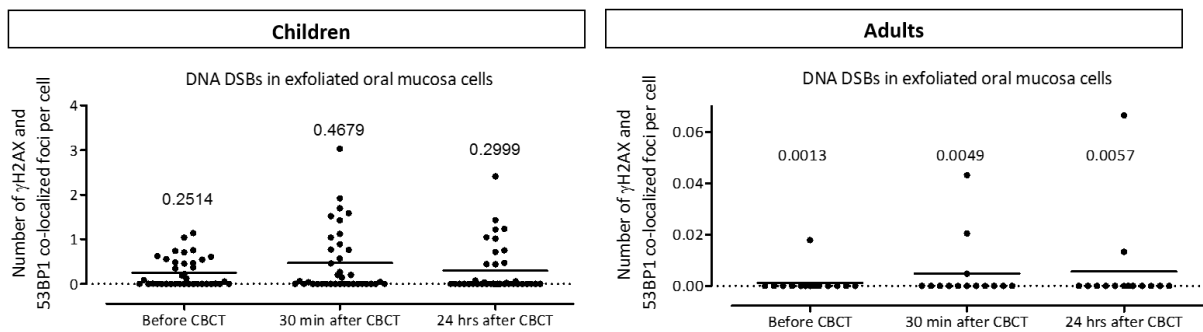 Children
DNA DSBs in exfoliated oral mucosa cells
Number of γH2AX and
53BP1 co-localized foci per cell
4
3
2
1
0
0.2514
0.4679
0.2999
Before CBCT
30 min after CBCT
24 hrs after CBCT
Adults
DNA DSBs in exfoliated oral mucosa cells
Number of γH2AX and
53BP1 co-localized foci per cell
0.06
0.04
0.02
0.00
0.0013
0.0049
0.0057
Before CBCT
30 min after CBCT
24 hrs after CBCT